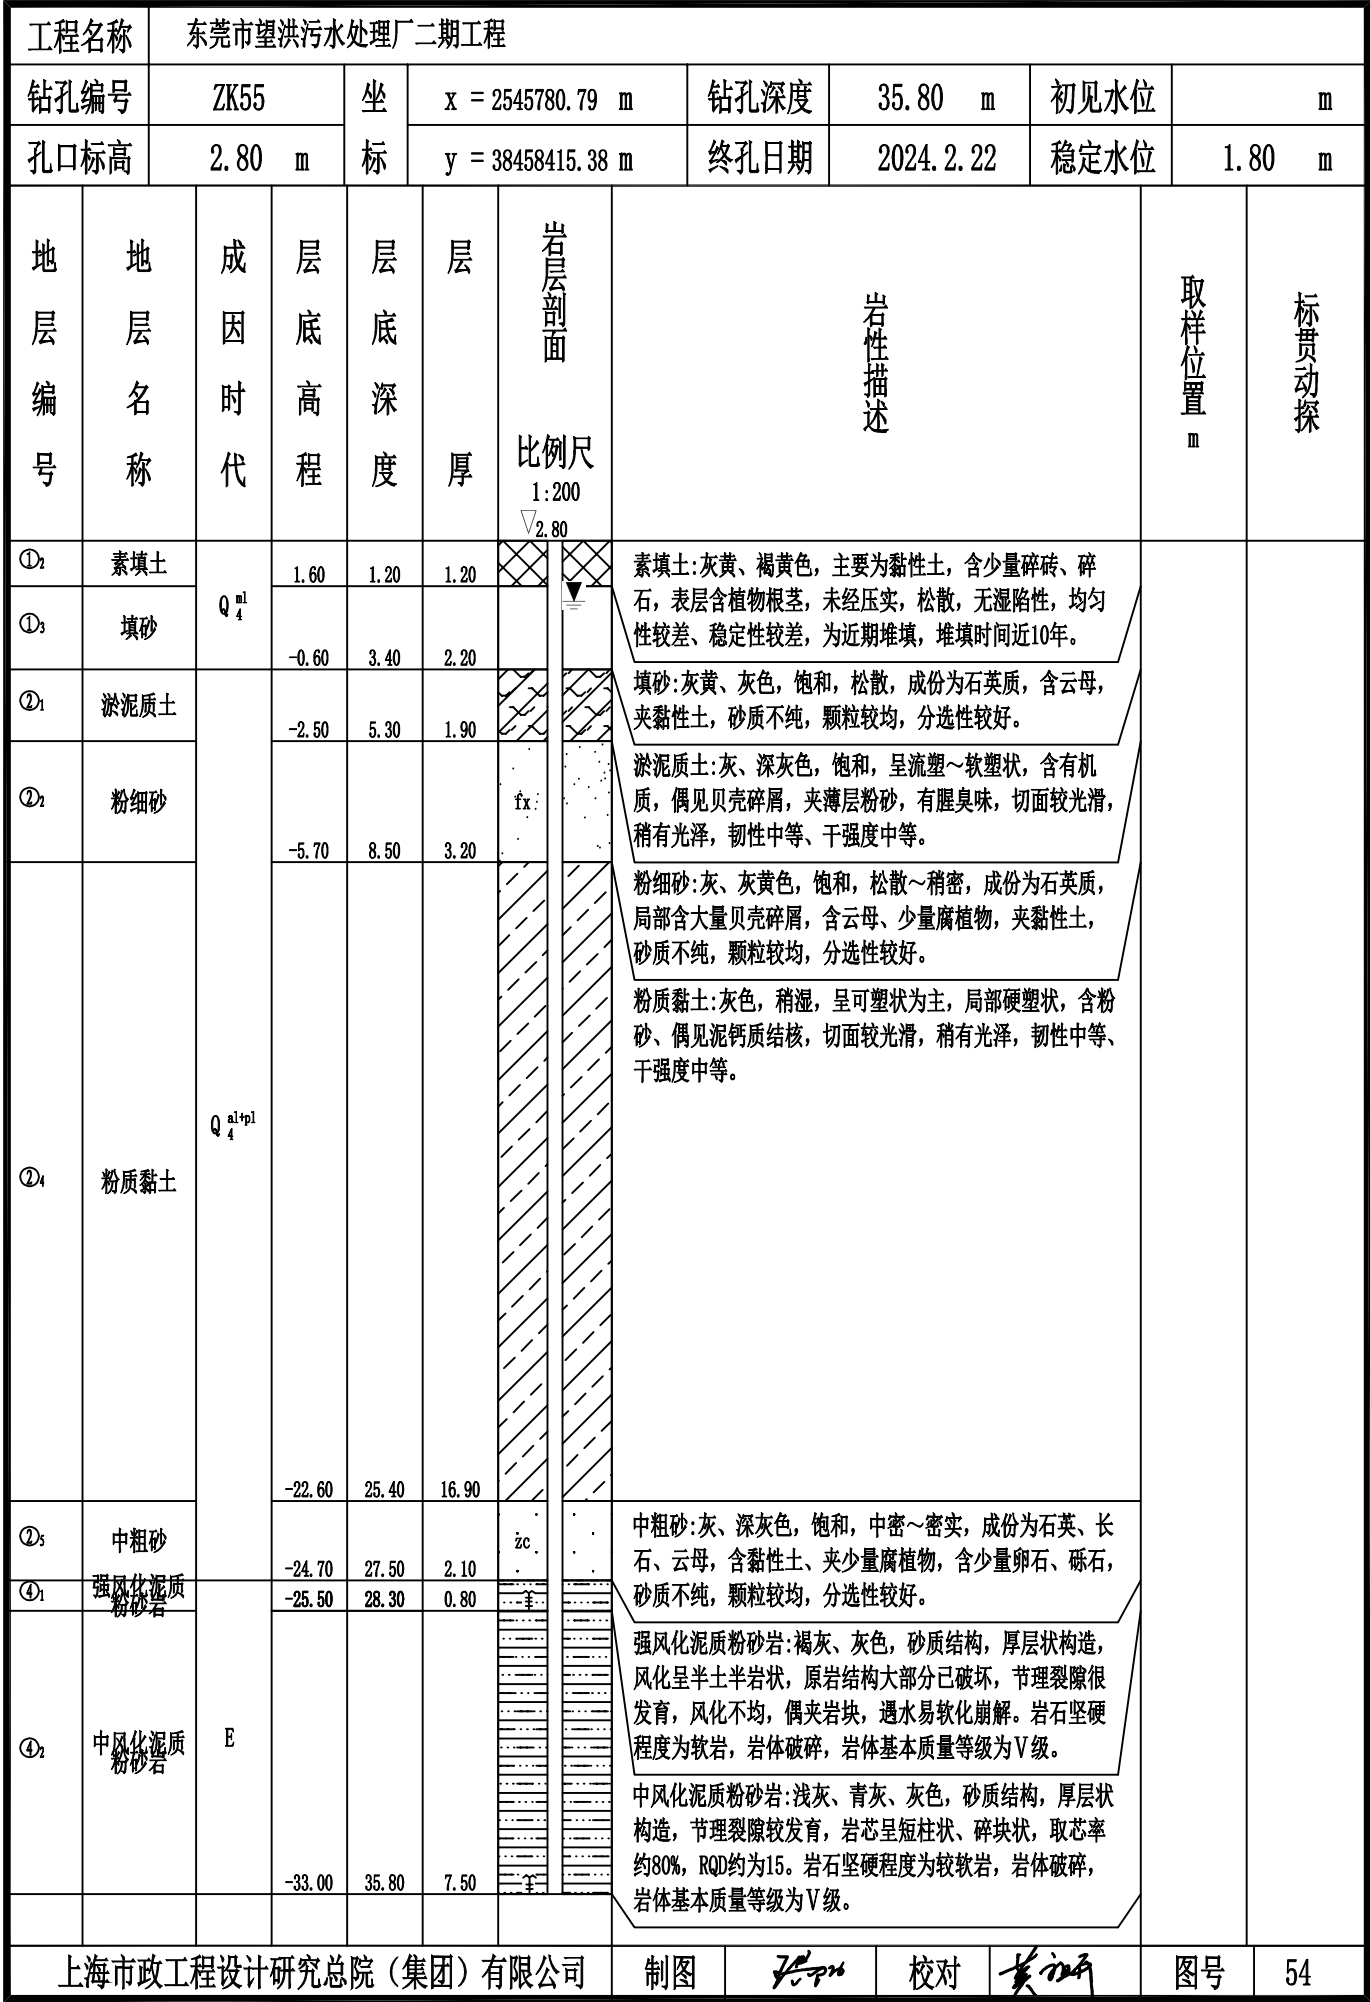 工程名称 东莞市望洪污水处理厂二期工程
钻孔编号 ZK55 坐标 x = 2545780.79 m 钻孔深度 35.80 m 初见水位 m
孔口标高 2.80 m y = 38458415.38 m 终孔日期 2024.2.22 稳定水位 1.80 m
地层编号 地层名称 成因时代 层底高程 层底深度 层厚 岩层剖面 岩性描述 取样位置 m 标贯动探
比例尺
1:200
2.80
①2 素填土 1.60 1.20 1.20
Q4ml
①3 填砂 -0.60 3.40 2.20
②1 淤泥质土 -2.50 5.30 1.90
②2 粉细砂 -5.70 8.50 3.20 fx
Q4al+pl
②4 粉质黏土 -22.60 25.40 16.90
②5 中粗砂 -24.70 27.50 2.10 zc
④1 强风化泥质
粉砂岩 -25.50 28.30 0.80
E
④2 中风化泥质
粉砂岩 -33.00 35.80 7.50
素填土:灰黄、褐黄色，主要为黏性土，含少量碎砖、碎
石，表层含植物根茎，未经压实，松散，无湿陷性，均匀
性较差、稳定性较差，为近期堆填，堆填时间近10年。
填砂:灰黄、灰色，饱和，松散，成份为石英质，含云母，
夹黏性土，砂质不纯，颗粒较均，分选性较好。
淤泥质土:灰、深灰色，饱和，呈流塑～软塑状，含有机
质，偶见贝壳碎屑，夹薄层粉砂，有腥臭味，切面较光滑，
稍有光泽，韧性中等、干强度中等。
粉细砂:灰、灰黄色，饱和，松散～稍密，成份为石英质，
局部含大量贝壳碎屑，含云母、少量腐植物，夹黏性土，
砂质不纯，颗粒较均，分选性较好。
粉质黏土:灰色，稍湿，呈可塑状为主，局部硬塑状，含粉
砂、偶见泥钙质结核，切面较光滑，稍有光泽，韧性中等、
干强度中等。
中粗砂:灰、深灰色，饱和，中密～密实，成份为石英、长
石、云母，含黏性土、夹少量腐植物，含少量卵石、砾石，
砂质不纯，颗粒较均，分选性较好。
强风化泥质粉砂岩:褐灰、灰色，砂质结构，厚层状构造，
风化呈半土半岩状，原岩结构大部分已破坏，节理裂隙很
发育，风化不均，偶夹岩块，遇水易软化崩解。岩石坚硬
程度为软岩，岩体破碎，岩体基本质量等级为Ⅴ级。
中风化泥质粉砂岩:浅灰、青灰、灰色，砂质结构，厚层状
构造，节理裂隙较发育，岩芯呈短柱状、碎块状，取芯率
约80%，RQD约为15。岩石坚硬程度为较软岩，岩体破碎，
岩体基本质量等级为Ⅴ级。
上海市政工程设计研究总院（集团）有限公司 制图 校对 图号 54